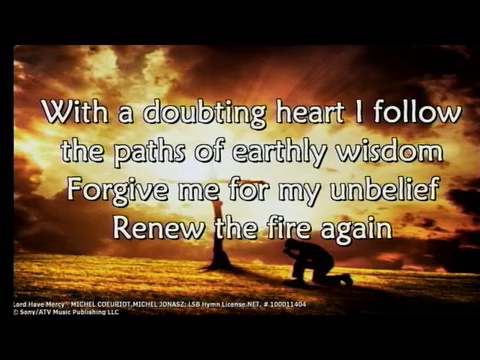 With a doubting heart I follow
the paths of earthly wisdom
Forgive me for my unbelief
Renew the fire again
Lord Have Mercy" MICHEL COEURIOT,MICHEL JONASZ; LSB Hymn License.NET, # 100011404
© Sony/ATV Music Publishing LLC